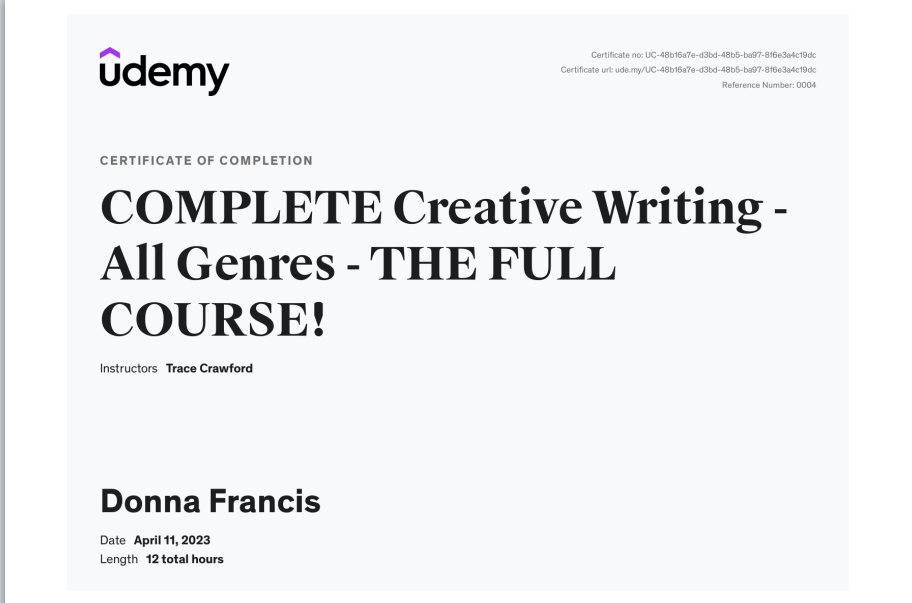 udemy
Certificate no: UC-48b16a7e-d3bd-48b5-ba97-8f6e3a4c19dc
Certificate url: ude.my/UC-48b16a7e-d3bd-48b5-ba97-8f6e3a4c19dc
Reference Number: 0004
CERTIFICATE OF COMPLETION
COMPLETE Creative Writing -
All Genres - THE FULL
COURSE!
Instructors Trace Crawford
Donna Francis
Date April 11, 2023
Length 12 total hours